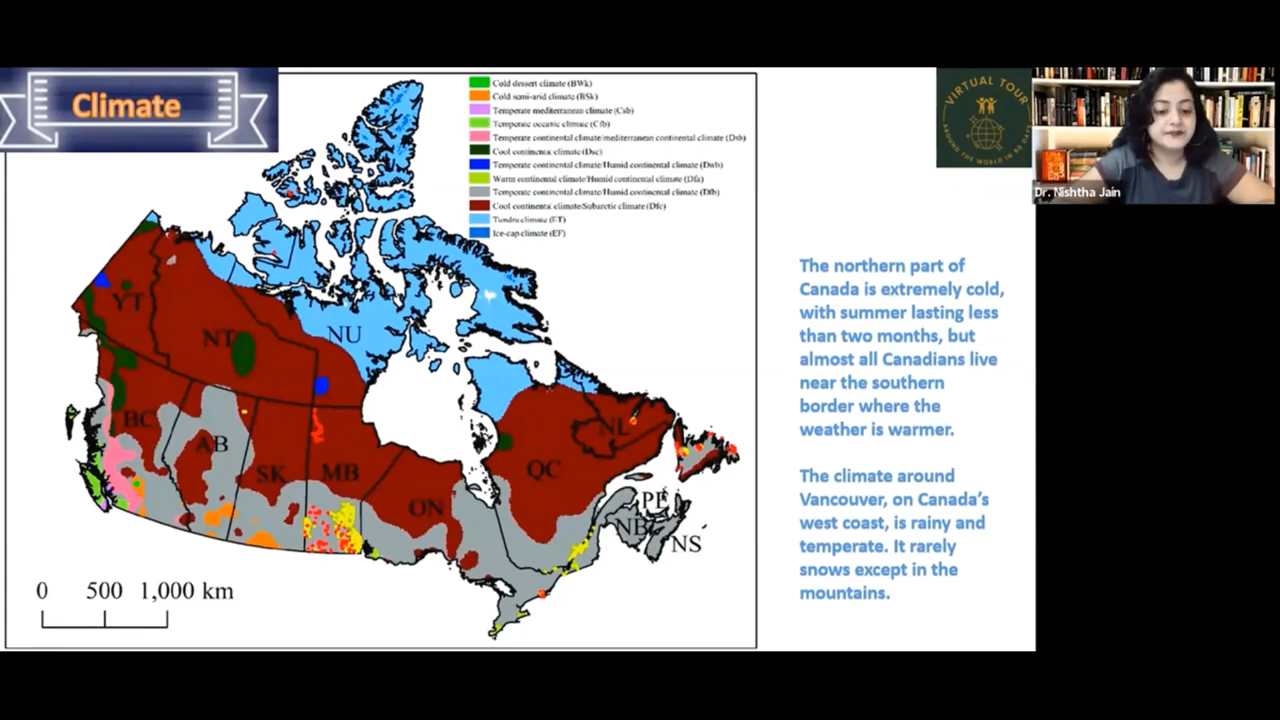 Climate
Cold dessert climate (BWk)
Cold semi-arid climate (BSk)
Temperate mediterranean climate (Csb)
Temperate oceanic climate (Cfb)
Temperate continental climate/mediterranean continental climate (Dsb)
Cool continental climate (Dsc)
Temperate continental climate/Humid continental climate (Dwb)
Warm continental climate/Humid continental climate (Dfa)
Temperate continental climate/Humid continental climate (Dfb)
Cool continental climate/Subarctic climate (Dfc)
Tundra climate (ET)
Ice-cap climate (EF)
YT
NT
NU
BC
AB
SK
MB
ON
QC
NL
PE
NB
NS
0 500 1,000 km
VIRTUAL TOUR
AROUND THE WORLD IN 80 DAYS
Dr. Nishtha Jain
The northern part of
Canada is extremely cold,
with summer lasting less
than two months, but
almost all Canadians live
near the southern
border where the
weather is warmer.
The climate around
Vancouver, on Canada's
west coast, is rainy and
temperate. It rarely
snows except in the
mountains.